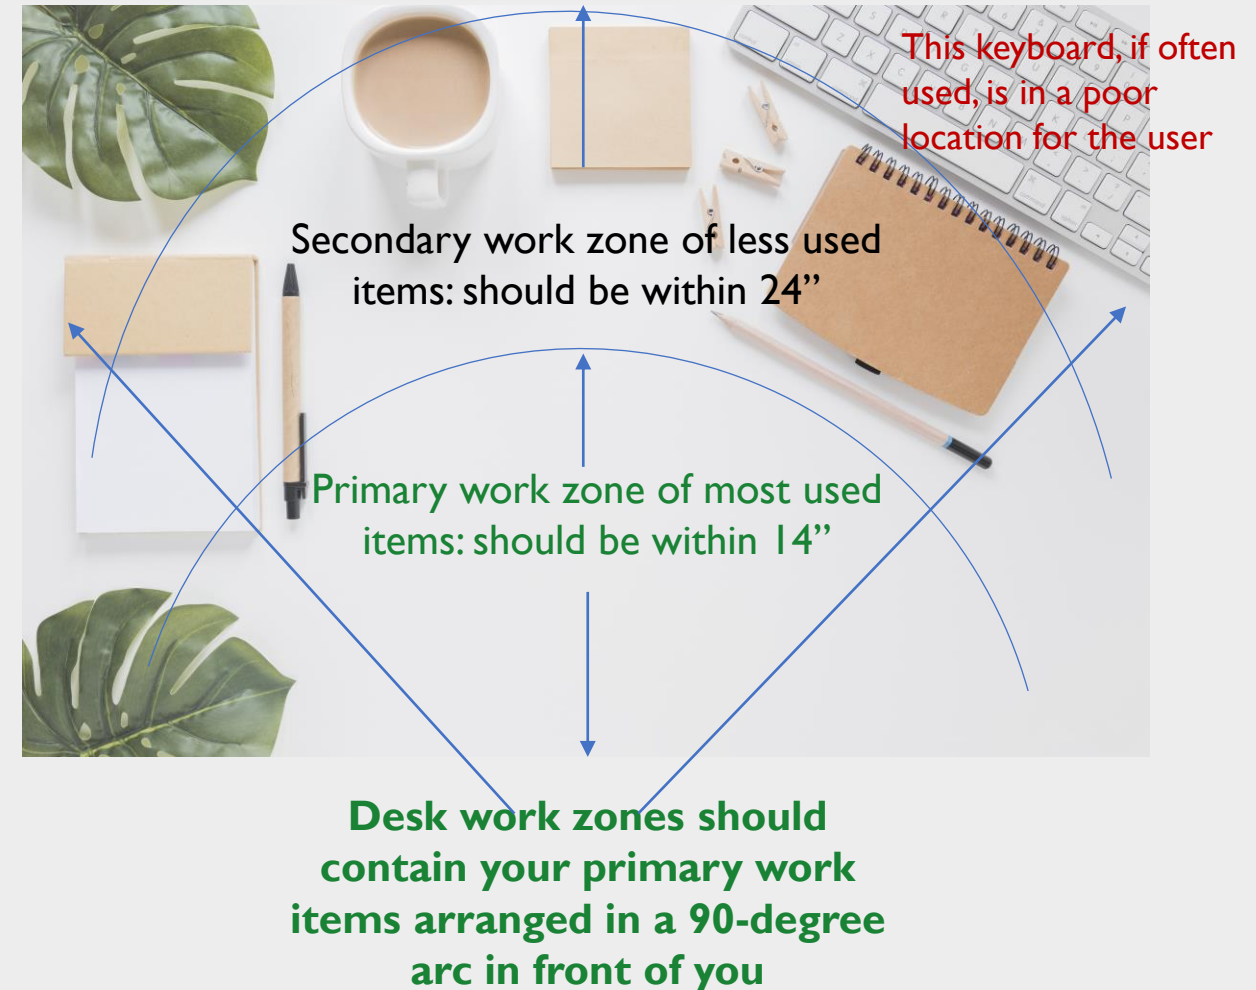 This keyboard, if often
used, is in a poor
location for the user
Secondary work zone of less used
items: should be within 24”
Primary work zone of most used
items: should be within 14”
Desk work zones should
contain your primary work
items arranged in a 90-degree
arc in front of you